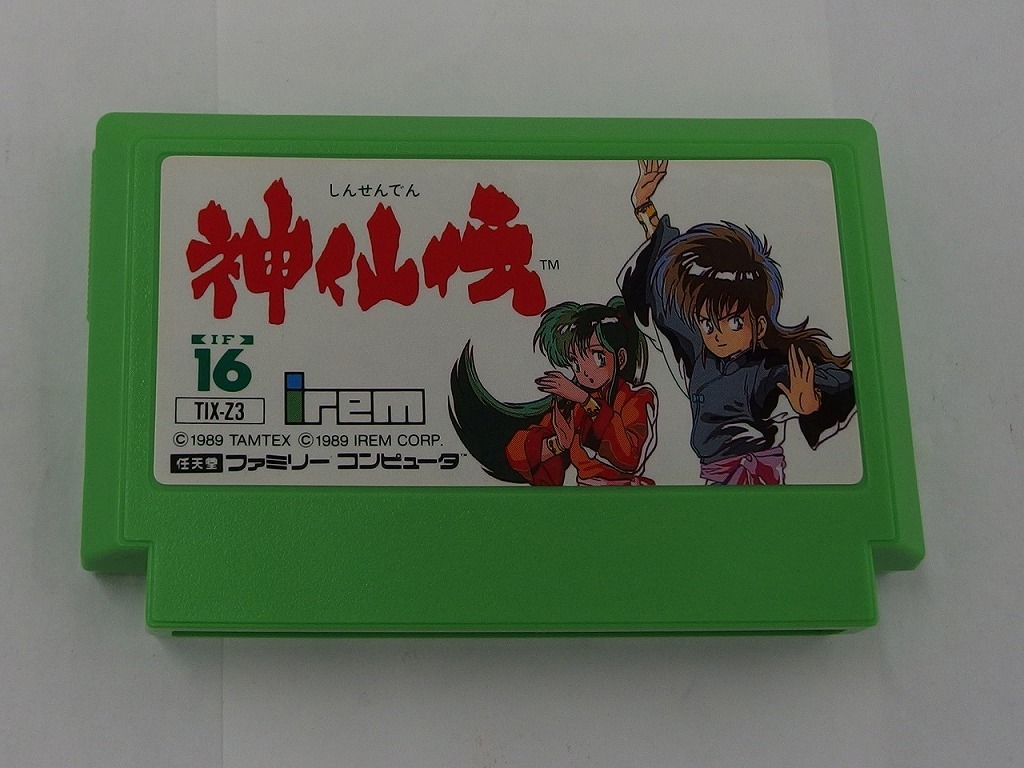 しんせんでん
神仙伝™
IF
16
TIX-Z3
irem
©1989 TAMTEX ©1989 IREM CORP.
任天堂 ファミリーコンピュータ™